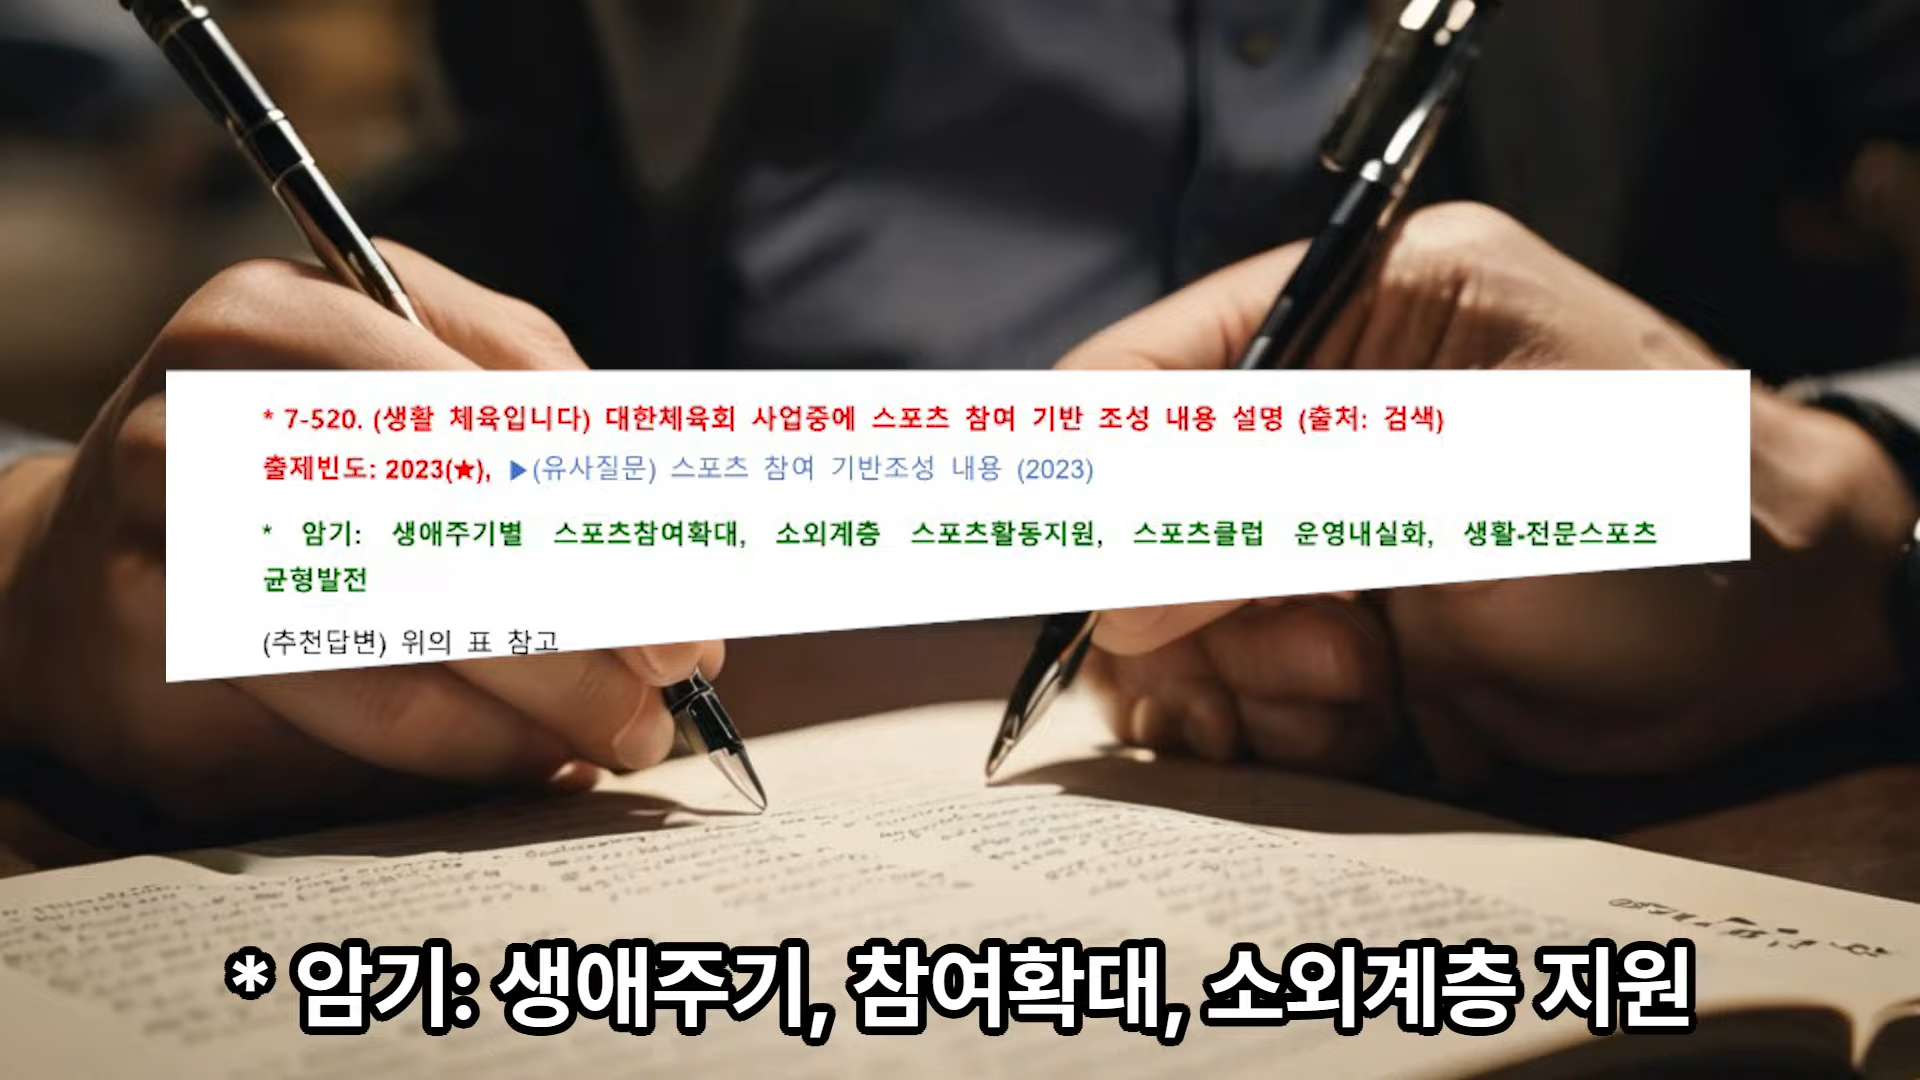 * 7-520. (생활 체육입니다) 대한체육회 사업중에 스포츠 참여 기반 조성 내용 설명 (출처: 검색)
출제빈도: 2023(★), ▶(유사질문) 스포츠 참여 기반조성 내용 (2023)
* 암기: 생애주기별 스포츠참여확대, 소외계층 스포츠활동지원, 스포츠클럽 운영내실화, 생활-전문스포츠
균형발전
(추천답변) 위의 표 참고
* 암기: 생애주기, 참여확대, 소외계층 지원